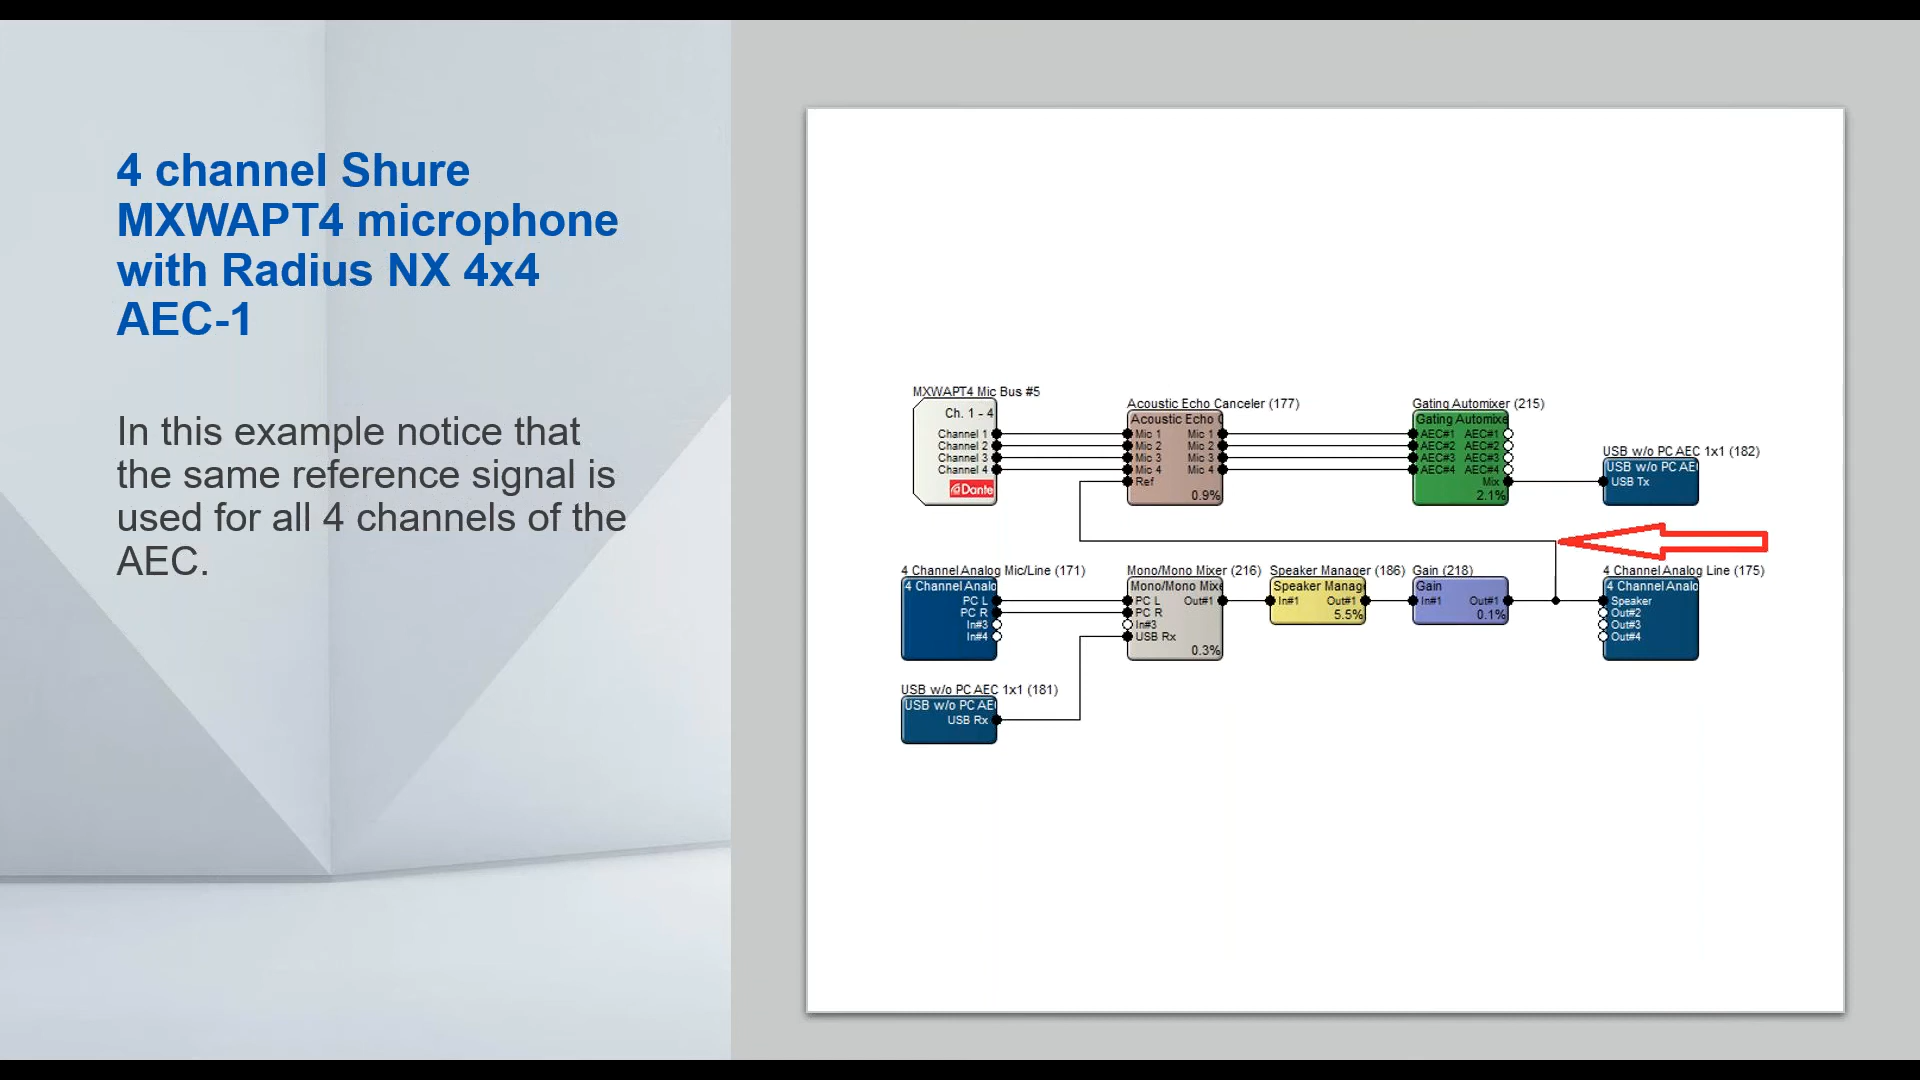 4 channel Shure
MXWAPT4 microphone
with Radius NX 4x4
AEC-1
In this example notice that
the same reference signal is
used for all 4 channels of the
AEC.
MXWAPT4 Mic Bus #5
Ch. 1 - 4
Channel 1
Channel 2
Channel 3
Channel 4
Dante
Acoustic Echo Canceler (177)
Acoustic Echo C
Mic 1 Mic 1
Mic 2 Mic 2
Mic 3 Mic 3
Mic 4 Mic 4
Ref
0.9%
Gating Automixer (215)
Gating Automixe
AEC#1 AEC#1
AEC#2 AEC#2
AEC#3 AEC#3
AEC#4 AEC#4
Mix
2.1%
USB w/o PC AEC 1x1 (182)
USB w/o PC AE
USB Tx
4 Channel Analog Mic/Line (171)
4 Channel Analo
PC L
PC R
In#3
In#4
Mono/Mono Mixer (216)
Mono/Mono Mixe
PC L Out#1
PC R
In#3
USB Rx
0.3%
Speaker Manager (186)
Speaker Manag
In#1 Out#1
5.5%
Gain (218)
Gain
In#1 Out#1
0.1%
4 Channel Analog Line (175)
4 Channel Analo
Speaker
Out#2
Out#3
Out#4
USB w/o PC AEC 1x1 (181)
USB w/o PC AE
USB Rx